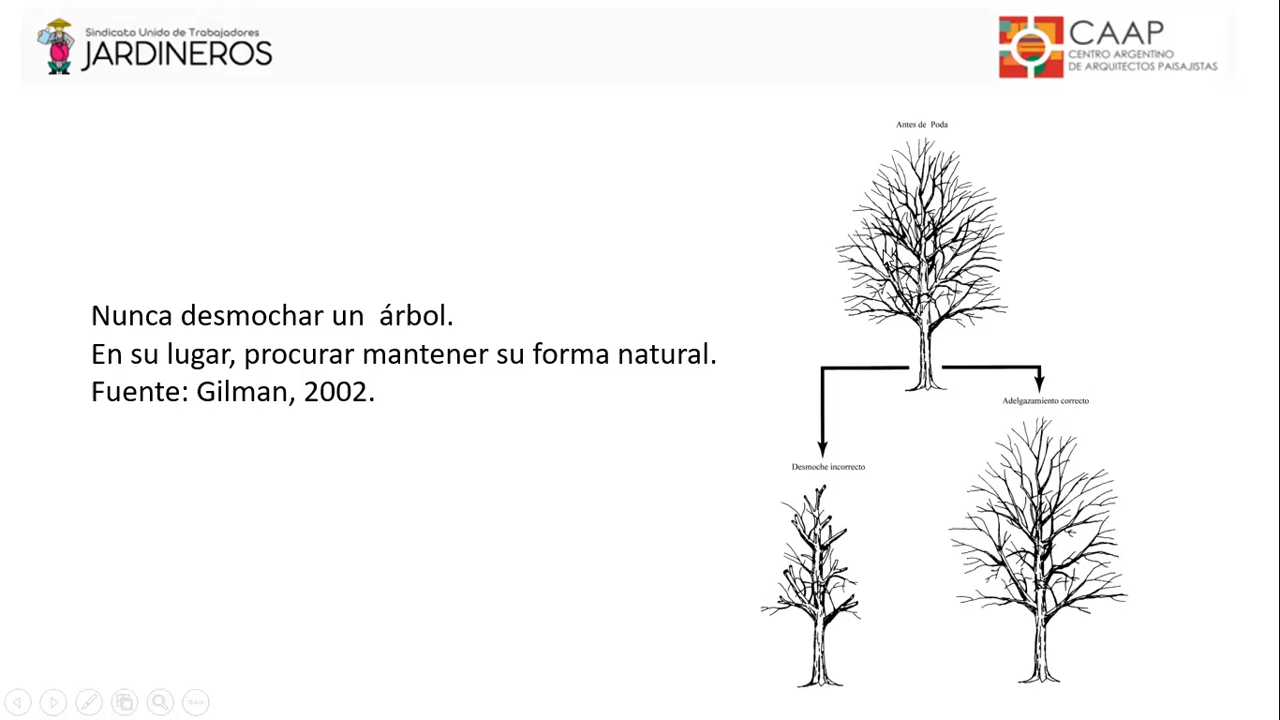 Sindicato Unido de Trabajadores
JARDINEROS
CAAP
CENTRO ARGENTINO
DE ARQUITECTOS PAISAJISTAS
Antes de Poda
Nunca desmochar un árbol.
En su lugar, procurar mantener su forma natural.
Fuente: Gilman, 2002.
Adelgazamiento correcto
Desmoche incorrecto